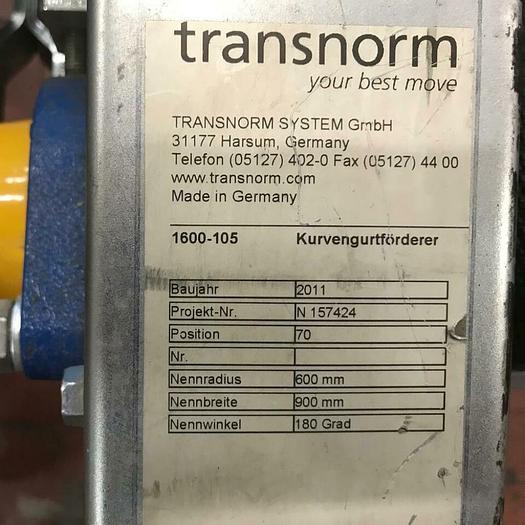 transnorm
your best move
TRANSNORM SYSTEM GmbH
31177 Harsum, Germany
Telefon (05127) 402-0 Fax (05127) 44 00
www.transnorm.com
Made in Germany
1600-105 Kurvengurtförderer
Baujahr 2011
Projekt-Nr. N 157424
Position 70
Nr.
Nennradius 600 mm
Nennbreite 900 mm
Nennwinkel 180 Grad